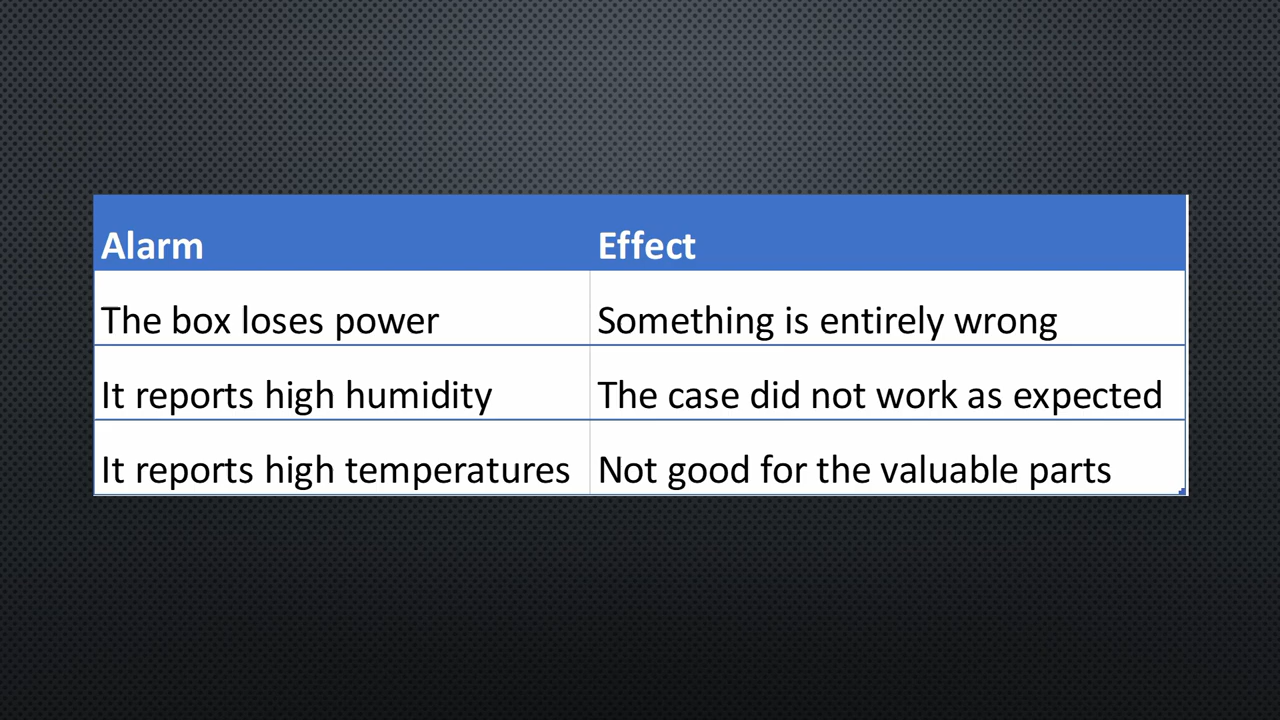 Alarm Effect
The box loses power Something is entirely wrong
It reports high humidity The case did not work as expected
It reports high temperatures Not good for the valuable parts